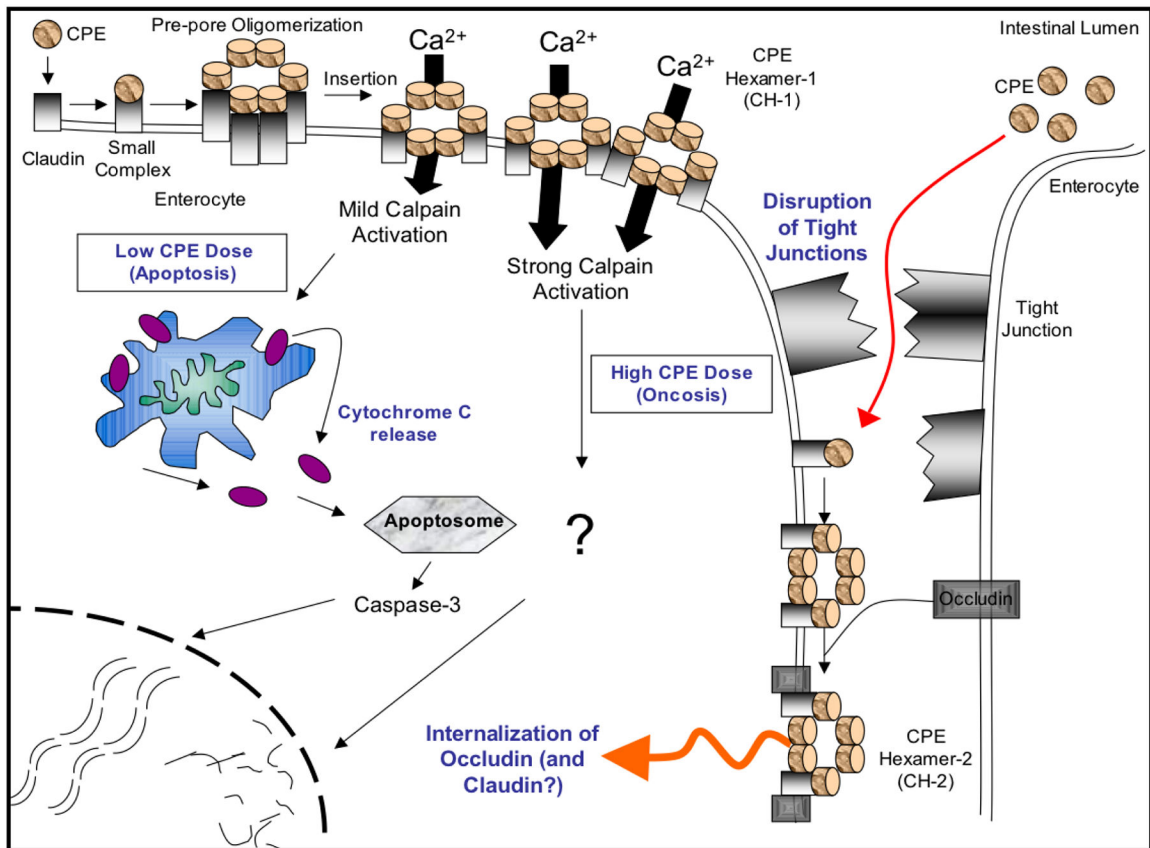 CPE
Pre-pore Oligomerization
Insertion
Claudin
Small
Complex
Enterocyte
Ca2+
Ca2+
Ca2+
CPE
Hexamer-1
(CH-1)
Intestinal Lumen
CPE
Enterocyte
Mild Calpain
Activation
Strong Calpain
Activation
Disruption
of Tight
Junctions
Low CPE Dose
(Apoptosis)
Tight
Junction
High CPE Dose
(Oncosis)
Cytochrome C
release
Apoptosome
?
Caspase-3
Occludin
Internalization of
Occludin (and
Claudin?)
CPE
Hexamer-2
(CH-2)